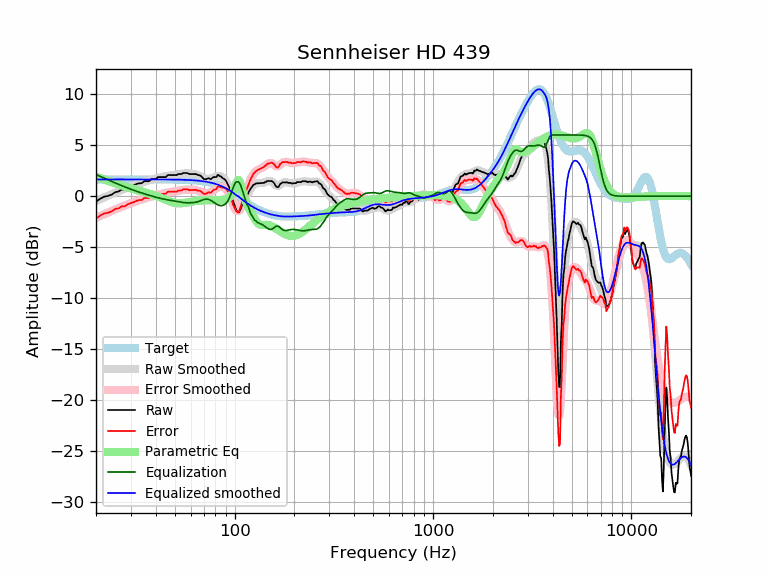 Sennheiser HD 439
10
5
0
−5
−10
−15
−20
−25
−30
Amplitude (dBr)
Target
Raw Smoothed
Error Smoothed
Raw
Error
Parametric Eq
Equalization
Equalized smoothed
100 1000 10000
Frequency (Hz)